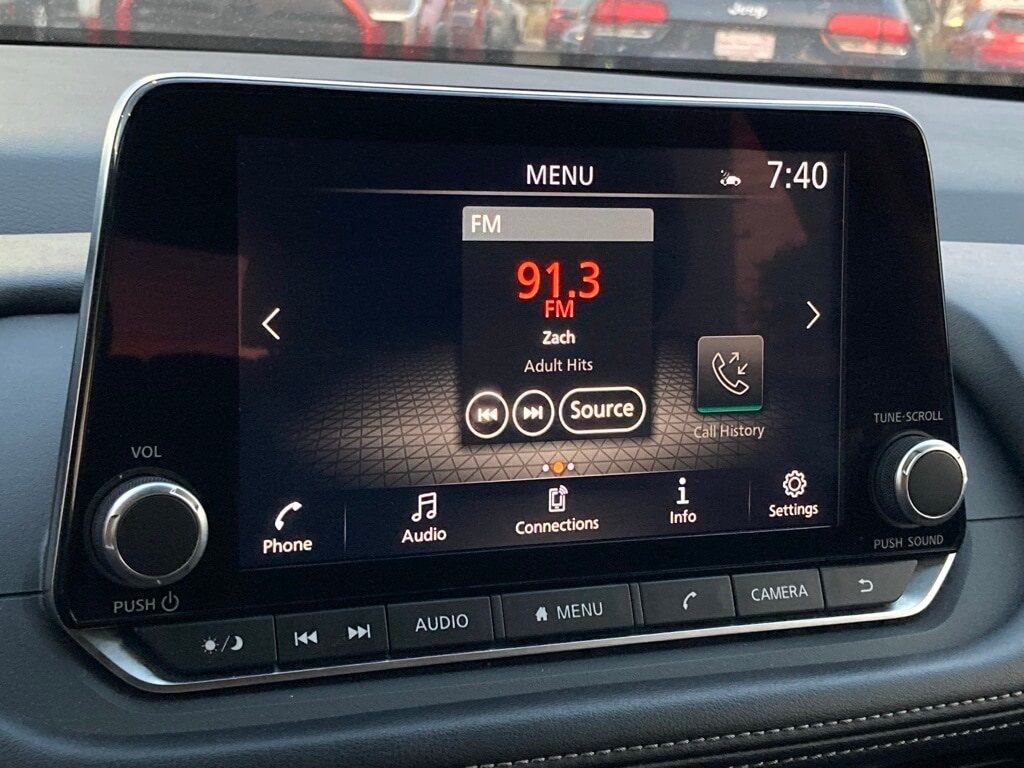 Jeep
MENU
7:40
FM
91.3
FM
Zach
Adult Hits
Source
Call History
Phone
Audio
Connections
Info
Settings
VOL
PUSH
TUNE·SCROLL
PUSH SOUND
AUDIO
MENU
CAMERA